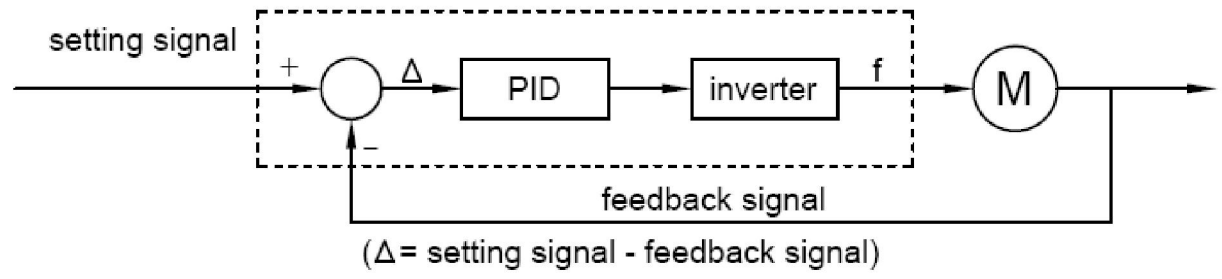 setting signal
+
Δ
PID
inverter
f
M
−
feedback signal
(Δ= setting signal - feedback signal)